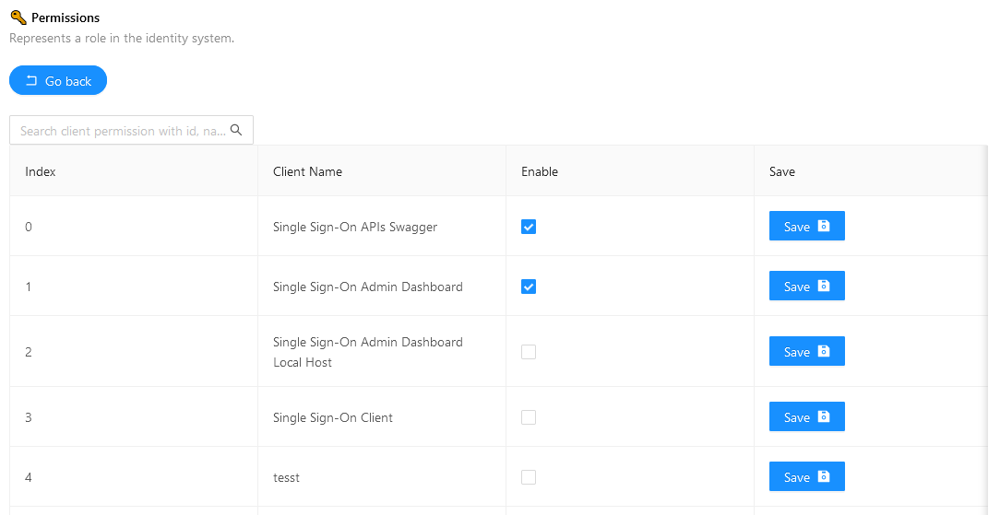 Permissions
Represents a role in the identity system.
Go back
Search client permission with id, na...
Index Client Name Enable Save
0 Single Sign-On APIs Swagger Save
1 Single Sign-On Admin Dashboard Save
Single Sign-On Admin Dashboard
2 Save
Local Host
3 Single Sign-On Client Save
4 tesst Save